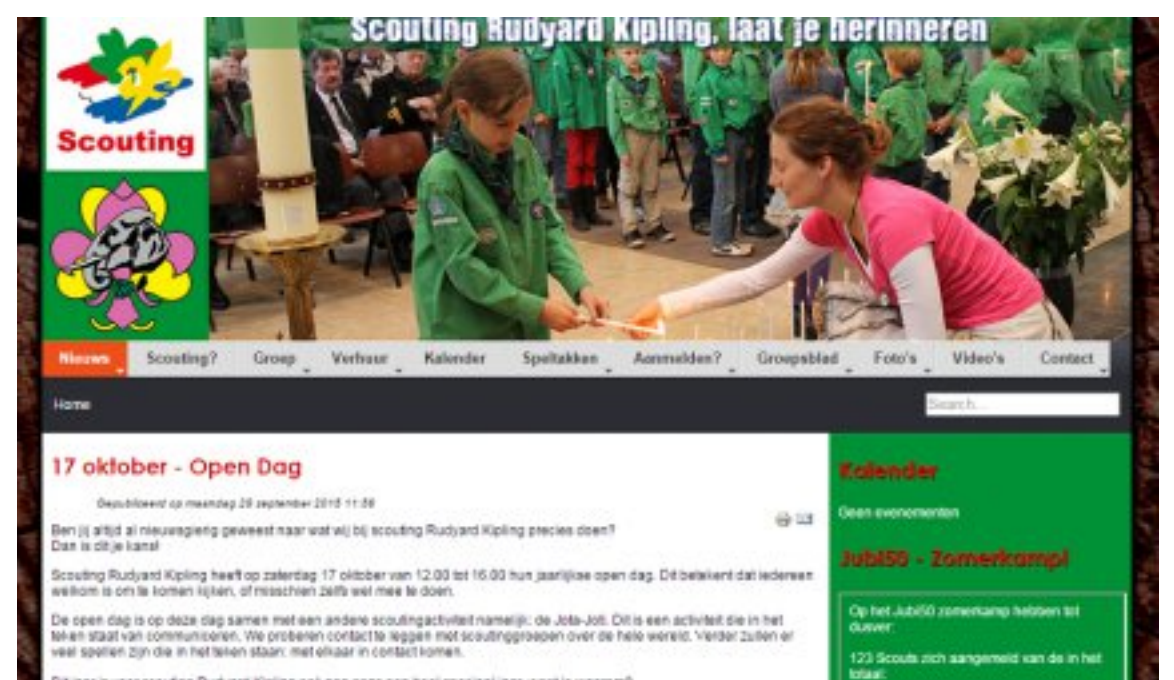 Scouting Rudyard Kipling, laat je herinneren
Scouting
Nieuws Scouting? Groep Verhuur Kalender Speltakken Aanmelden? Groepsblad Foto's Video's Contact
Home
Search...
17 oktober - Open Dag
Gepubliceerd op maandag 28 september 2015 11:56
Ben jij altijd al nieuwsgierig geweest naar wat wij bij scouting Rudyard Kipling precies doen?
Dan is dit je kans!
Scouting Rudyard Kipling heeft op zaterdag 17 oktober van 12.00 tot 16.00 hun jaarlijkse open dag. Dit betekent dat iedereen
welkom is om te komen kijken, of misschien zelfs wel mee te doen.
De open dag is op deze dag samen met een andere scoutingactiviteit namelijk: de Jota-Joti. Dit is een activiteit die in het
teken staat van communiceren. We proberen contact te leggen met scoutinggroepen over de hele wereld. Verder zullen er
veel spellen zijn die in het teken staan: met elkaar in contact komen.
Kalender
Geen evenementen
Jubi50 - Zomerkamp!
Op het Jubi50 zomerkamp hebben tot
dusver:
123 Scouts zich aangemeld van de in het
totaal: